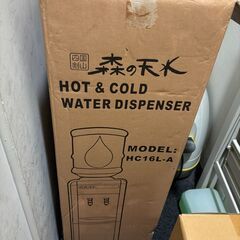 森の天水
HOT & COLD
WATER DISPENSER
MODEL:
HC16L-A